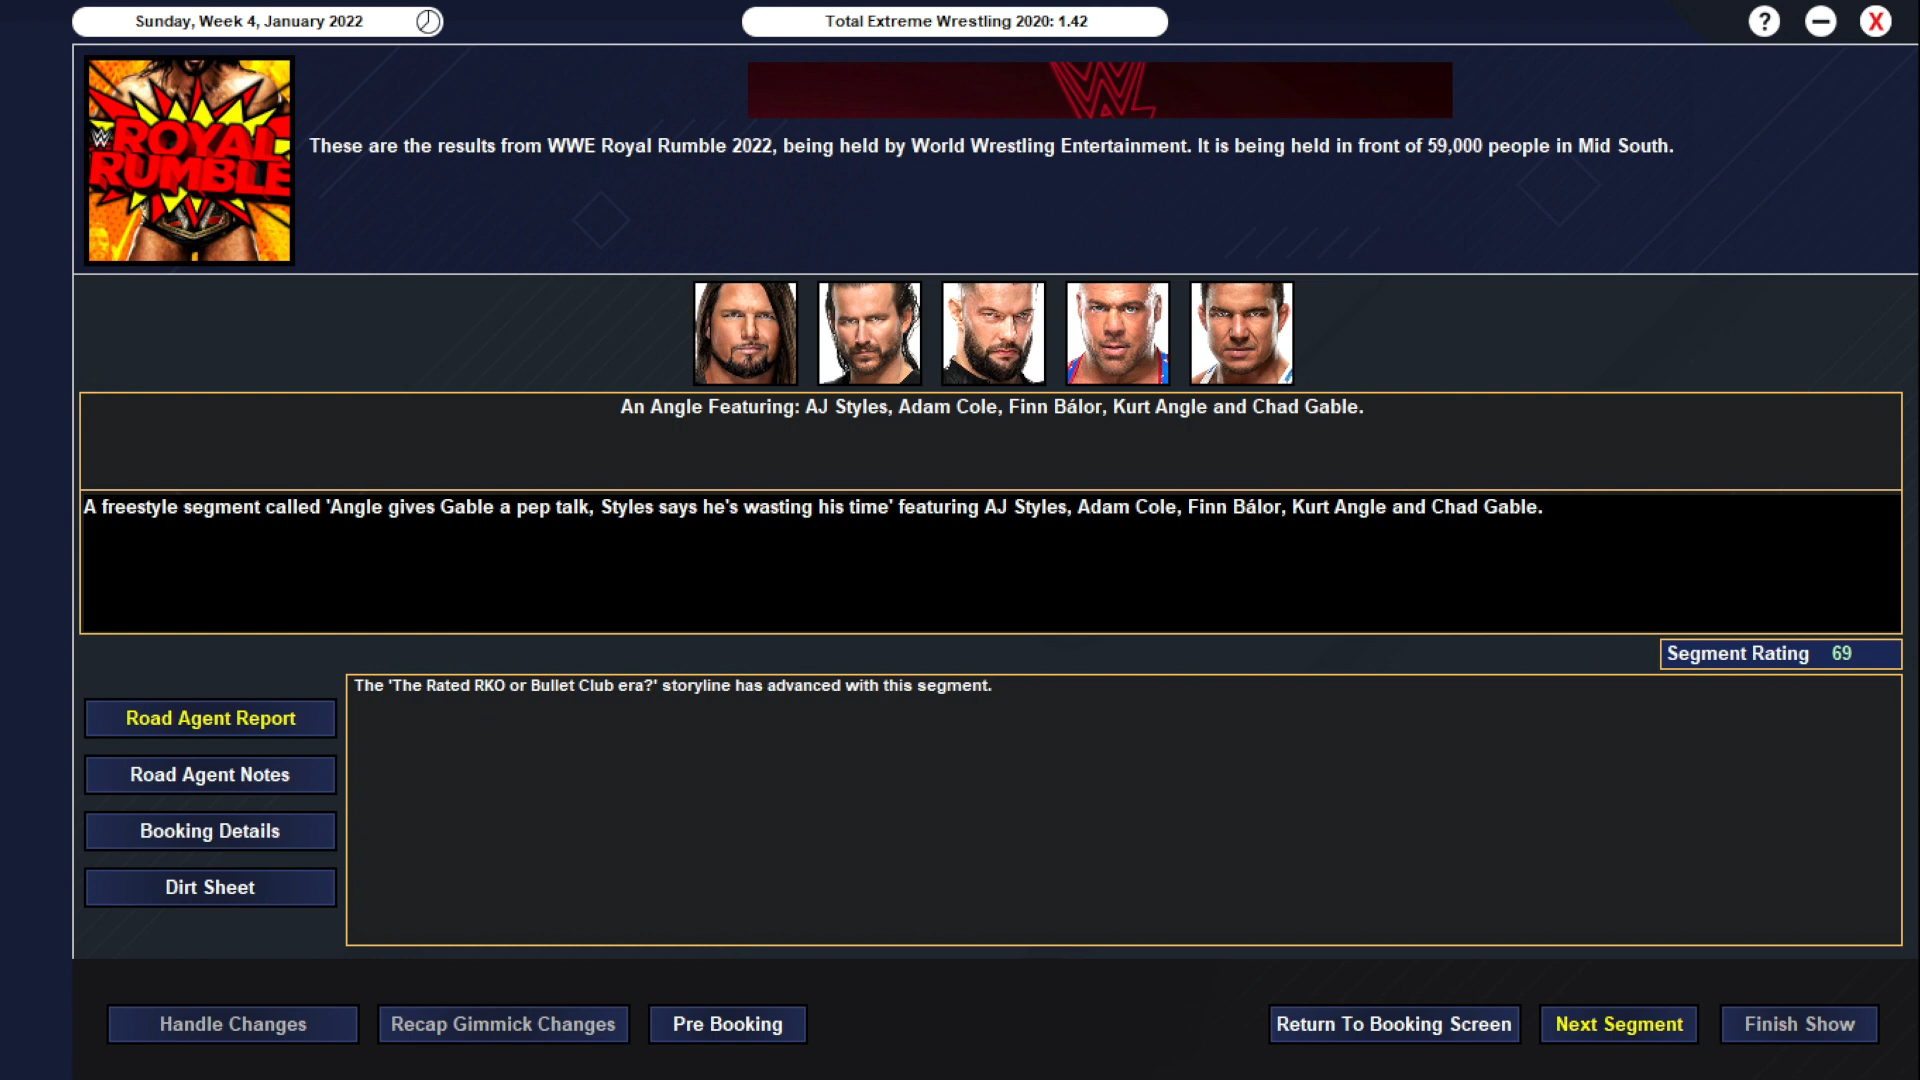 Sunday, Week 4, January 2022
Total Extreme Wrestling 2020: 1.42
?
X
W
ROYAL
RUMBLE
These are the results from WWE Royal Rumble 2022, being held by World Wrestling Entertainment. It is being held in front of 59,000 people in Mid South.
An Angle Featuring: AJ Styles, Adam Cole, Finn Bálor, Kurt Angle and Chad Gable.
A freestyle segment called 'Angle gives Gable a pep talk, Styles says he's wasting his time' featuring AJ Styles, Adam Cole, Finn Bálor, Kurt Angle and Chad Gable.
Segment Rating 69
The 'The Rated RKO or Bullet Club era?' storyline has advanced with this segment.
Road Agent Report
Road Agent Notes
Booking Details
Dirt Sheet
Handle Changes
Recap Gimmick Changes
Pre Booking
Return To Booking Screen
Next Segment
Finish Show